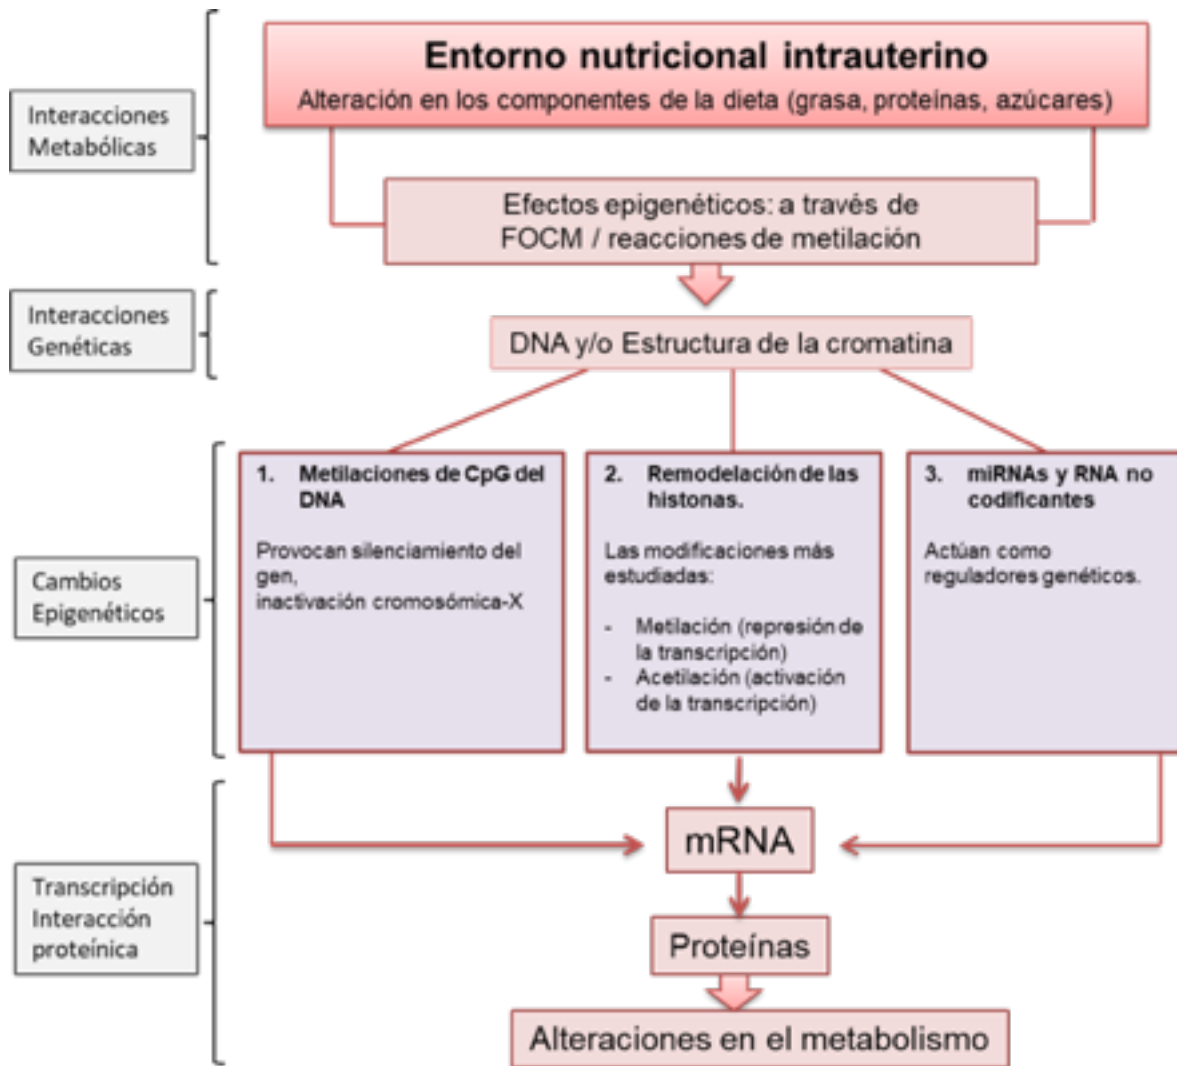 Entorno nutricional intrauterino
Alteración en los componentes de la dieta (grasa, proteínas, azúcares)
Interacciones
Metabólicas
Efectos epigenéticos: a través de
FOCM / reacciones de metilación
Interacciones
Genéticas
DNA y/o Estructura de la cromatina
Cambios
Epigenéticos
1. Metilaciones de CpG del
DNA
Provocan silenciamiento del
gen,
inactivación cromosómica-X
2. Remodelación de las
histonas.
Las modificaciones más
estudiadas:
- Metilación (represión de
la transcripción)
- Acetilación (activación
de la transcripción)
3. miRNAs y RNA no
codificantes
Actúan como
reguladores genéticos.
Transcripción
Interacción
proteínica
mRNA
Proteínas
Alteraciones en el metabolismo